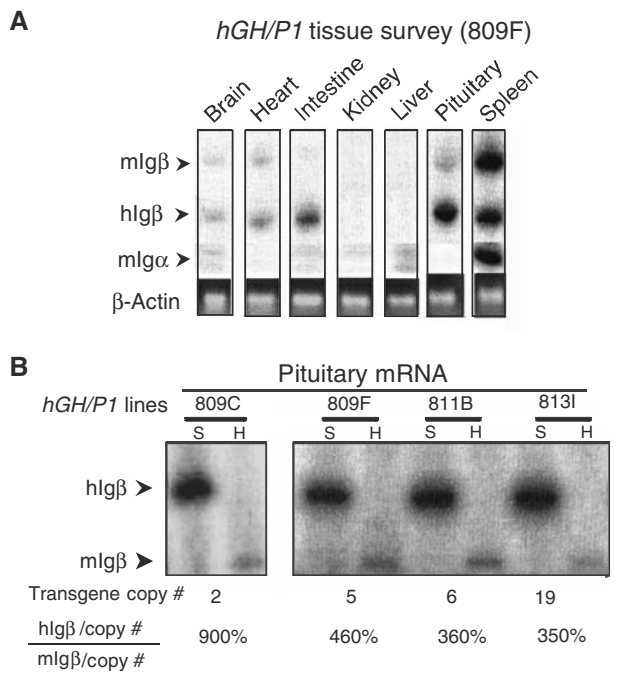 A
hGH/P1 tissue survey (809F)
Brain Heart Intestine Kidney Liver Pituitary Spleen
mIgβ
hIgβ
mIgα
β-Actin
B
Pituitary mRNA
hGH/P1 lines 809C 809F 811B 813I
S H S H S H S H
hIgβ
mIgβ
Transgene copy # 2 5 6 19
hIgβ/copy #
mIgβ/copy #
900% 460% 360% 350%